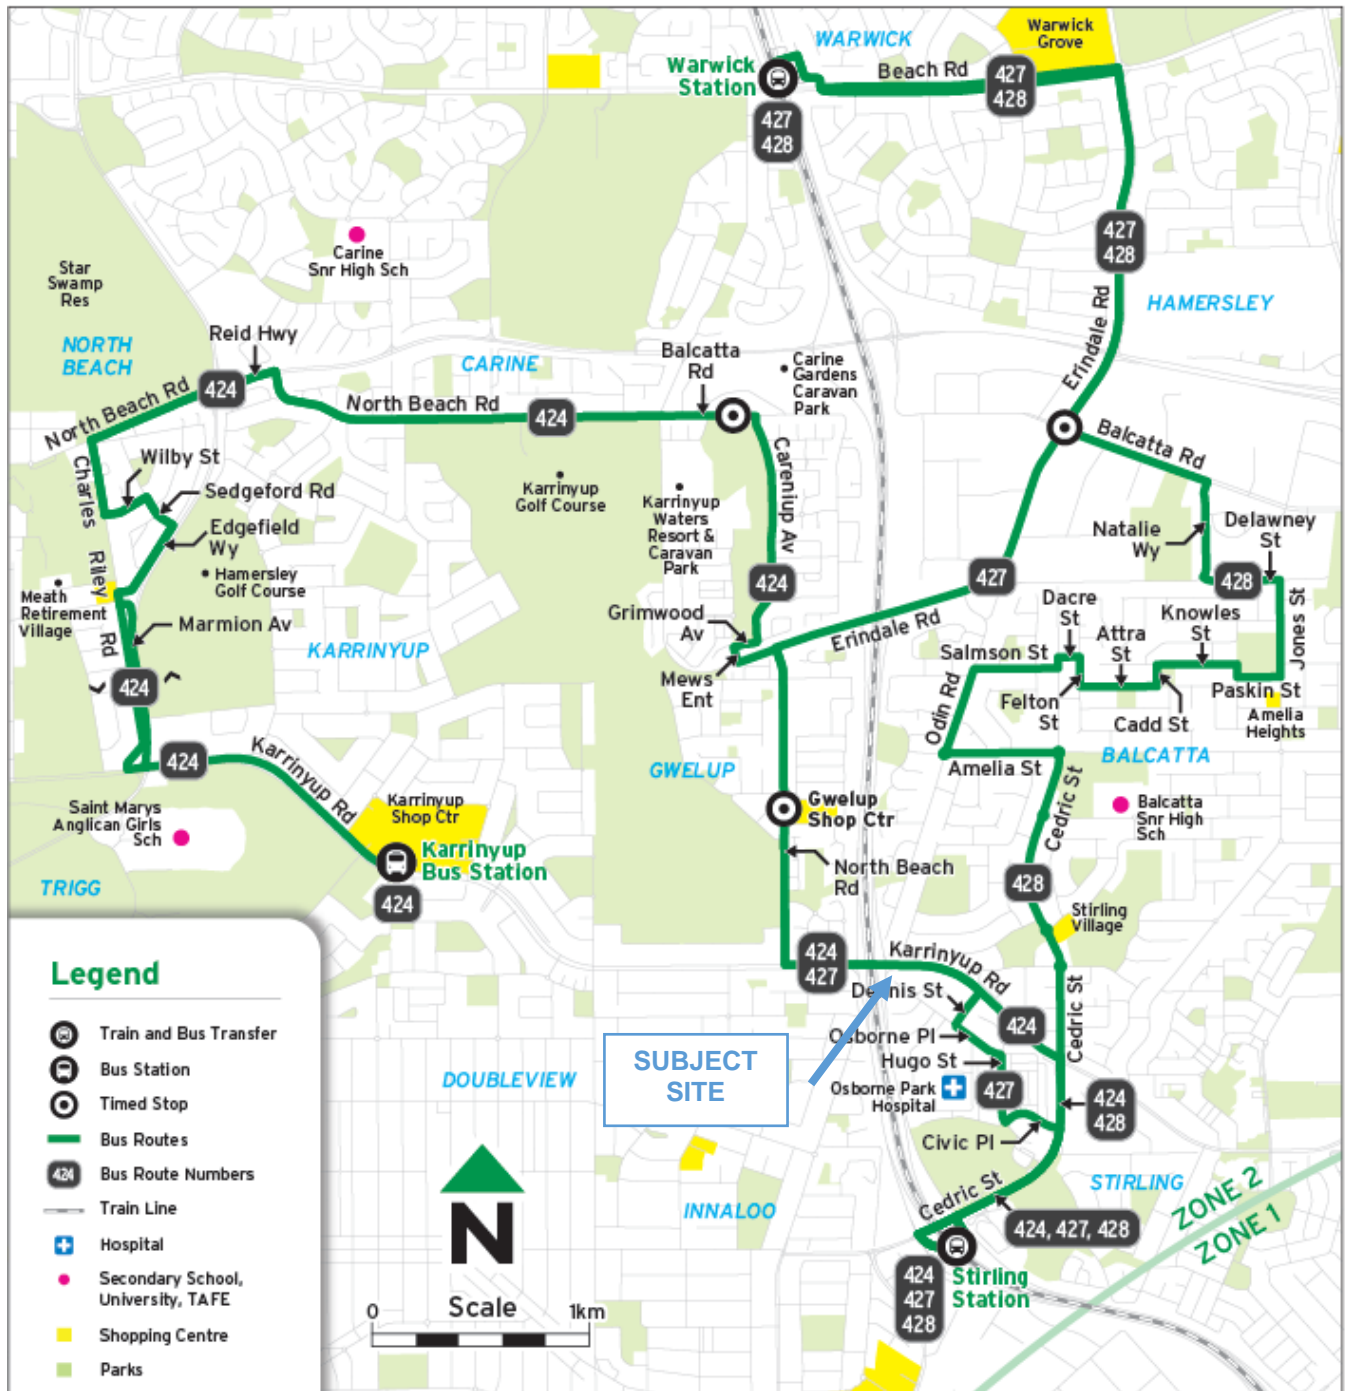 WARWICK
Warwick
Grove
Warwick
Station
Beach Rd
427
428
427
428
427
428
Carine
Snr High Sch
Star
Swamp
Res
HAMERSLEY
Erindale Rd
NORTH
BEACH
Reid Hwy
CARINE
Balcatta
Rd
Carine
Gardens
Caravan
Park
North Beach Rd
424
North Beach Rd
424
Balcatta Rd
Wilby St
Charles
Sedgeford Rd
Edgefield
Wy
Karrinyup
Golf Course
Karrinyup
Waters
Resort &
Caravan
Park
Careniup Av
Natalie
Wy
Delawney
St
Riley
Hamersley
Golf Course
Meath
Retirement
Village
Marmion Av
Rd
424
427
428
Grimwood
Av
Erindale Rd
Dacre
St
Knowles
St
Attra
St
Jones St
KARRINYUP
Salmson St
Mews
Ent
Odin Rd
Felton
St
Cadd St
Paskin St
Amelia
Heights
424
424
Karrinyup Rd
GWELUP
Amelia St
BALCATTA
Saint Marys
Anglican Girls
Sch
Karrinyup
Shop Ctr
Gwelup
Shop Ctr
Cedric St
Balcatta
Snr High
Sch
Karrinyup
Bus Station
TRIGG
424
North Beach
Rd
428
Stirling
Village
424
427
Karrinyup Rd
Dennis St
Cedric St
424
Osborne Pl
SUBJECT
SITE
Hugo St
Osborne Park
Hospital
427
424
428
DOUBLEVIEW
Civic Pl
STIRLING
INNALOO
Cedric St
424, 427, 428
ZONE 2
ZONE 1
Stirling
Station
424
427
428
N
Scale
0
1km
Legend
Train and Bus Transfer
Bus Station
Timed Stop
Bus Routes
424
Bus Route Numbers
Train Line
Hospital
Secondary School,
University, TAFE
Shopping Centre
Parks